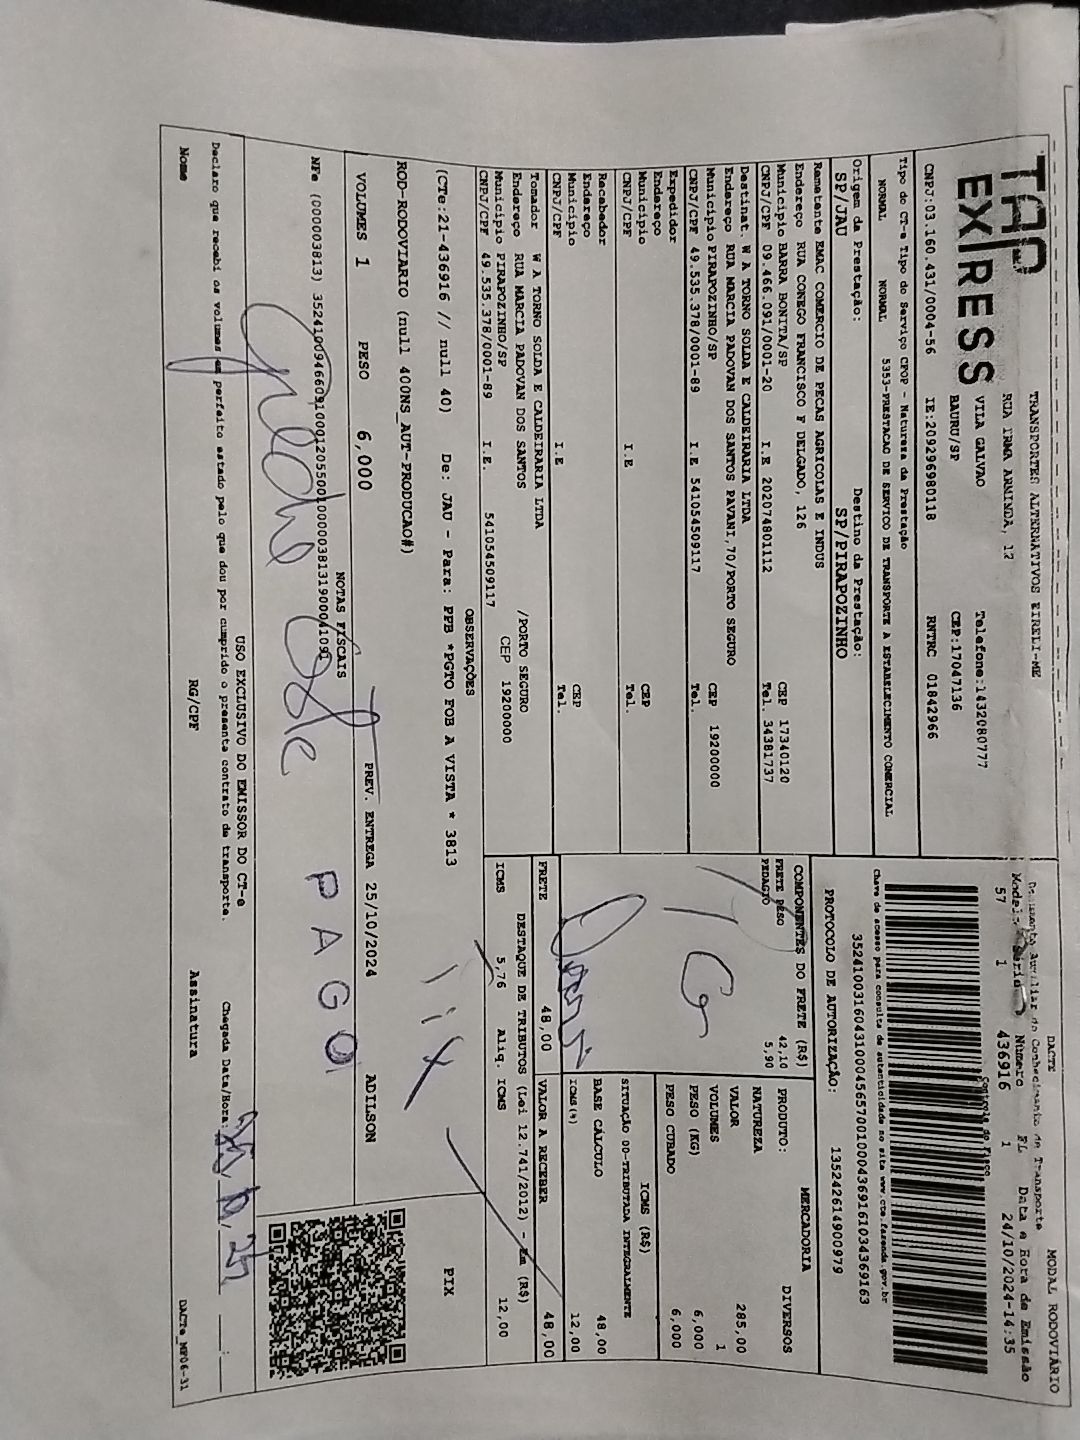 TAP
EX/RESS
TRANSPORTES ALTERNATIVOS EIRELI-ME
RUA IRMA ARMINDA, 12
VILA GALVAO Telefone:1432080777
BAURU/SP CEP:17047136
CNPJ:03.160.431/0004-56 IE:209296980118 RNTRC 01842966
DACTE MODAL RODOVIÁRIO
Documento Auxiliar do Conhecimento de Transporte
Modelo Série Número FL Data e Hora de Emissão
57 1 436916 1 24/10/2024-14:35
Controle do Fisco
Chave de acesso para consulta de autenticidade no site www.cte.fazenda.gov.br
35241003160431000456570010004369161034369163
PROTOCOLO DE AUTORIZAÇÃO: 135242614900979
Tipo do CT-e Tipo do Serviço CFOP - Natureza da Prestação
NORMAL NORMAL 5353-PRESTACAO DE SERVICO DE TRANSPORTE A ESTABELECIMENTO COMERCIAL
Origem da Prestação: Destino da Prestação:
SP/JAU SP/PIRAPOZINHO
Remetente EMAC COMERCIO DE PECAS AGRICOLAS E INDUS
Endereço RUA CONEGO FRANCISCO F DELGADO, 126
Município BARRA BONITA/SP CEP 17340120
CNPJ/CPF 09.466.091/0001-20 I.E 202074801112 Tel. 34381737
Destinat. W A TORNO SOLDA E CALDEIRARIA LTDA
Endereço RUA MARCIA PADOVAN DOS SANTOS PAVANI,70/PORTO SEGURO
Município PIRAPOZINHO/SP CEP 19200000
CNPJ/CPF 49.535.378/0001-89 I.E 541054509117 Tel.
Expedidor
Endereço
Município CEP
CNPJ/CPF I.E Tel.
Recebedor
Endereço
Município CEP
CNPJ/CPF I.E Tel.
Tomador W A TORNO SOLDA E CALDEIRARIA LTDA
Endereço RUA MARCIA PADOVAN DOS SANTOS /PORTO SEGURO
Município PIRAPOZINHO/SP CEP 19200000
CNPJ/CPF 49.535.378/0001-89 I.E. 541054509117
COMPONENTES DO FRETE (R$)
FRETE PESO 42,10
PEDAGIO 5,90
FRETE 48,00
MERCADORIA
PRODUTO: DIVERSOS
NATUREZA
VALOR 285,00
VOLUMES 1
PESO (KG) 6,000
PESO CUBADO 6,000
ICMS (R$)
SITUAÇÃO 00-TRIBUTADA INTEGRALMENTE
BASE CÁLCULO 48,00
ICMS(%) 12,00
VALOR A RECEBER 48,00
DESTAQUE DE TRIBUTOS (Lei 12.741/2012) - Em (R$)
ICMS 5,76 Aliq. ICMS 12,00
OBSERVAÇÕES
(CTe:21-436916 // null 40) De: JAU - Para: PPB *PGTO FOB A VISTA * 3813
ROD-RODOVIARIO (null 400NS_AUT-PRODUCAO#)
PIX
VOLUMES 1 PESO 6,000 PREV. ENTREGA 25/10/2024 ADILSON
NOTAS FISCAIS
NFe (000003813) 35241009466091000120550010000038131900041091
PAGO
USO EXCLUSIVO DO EMISSOR DO CT-e
Declaro que recebi os volumes em perfeito estado pelo que dou por cumprido o presente contrato de transporte. Chegada Data/Hora:
Nome RG/CPF Assinatura
DACTe_MF06-31